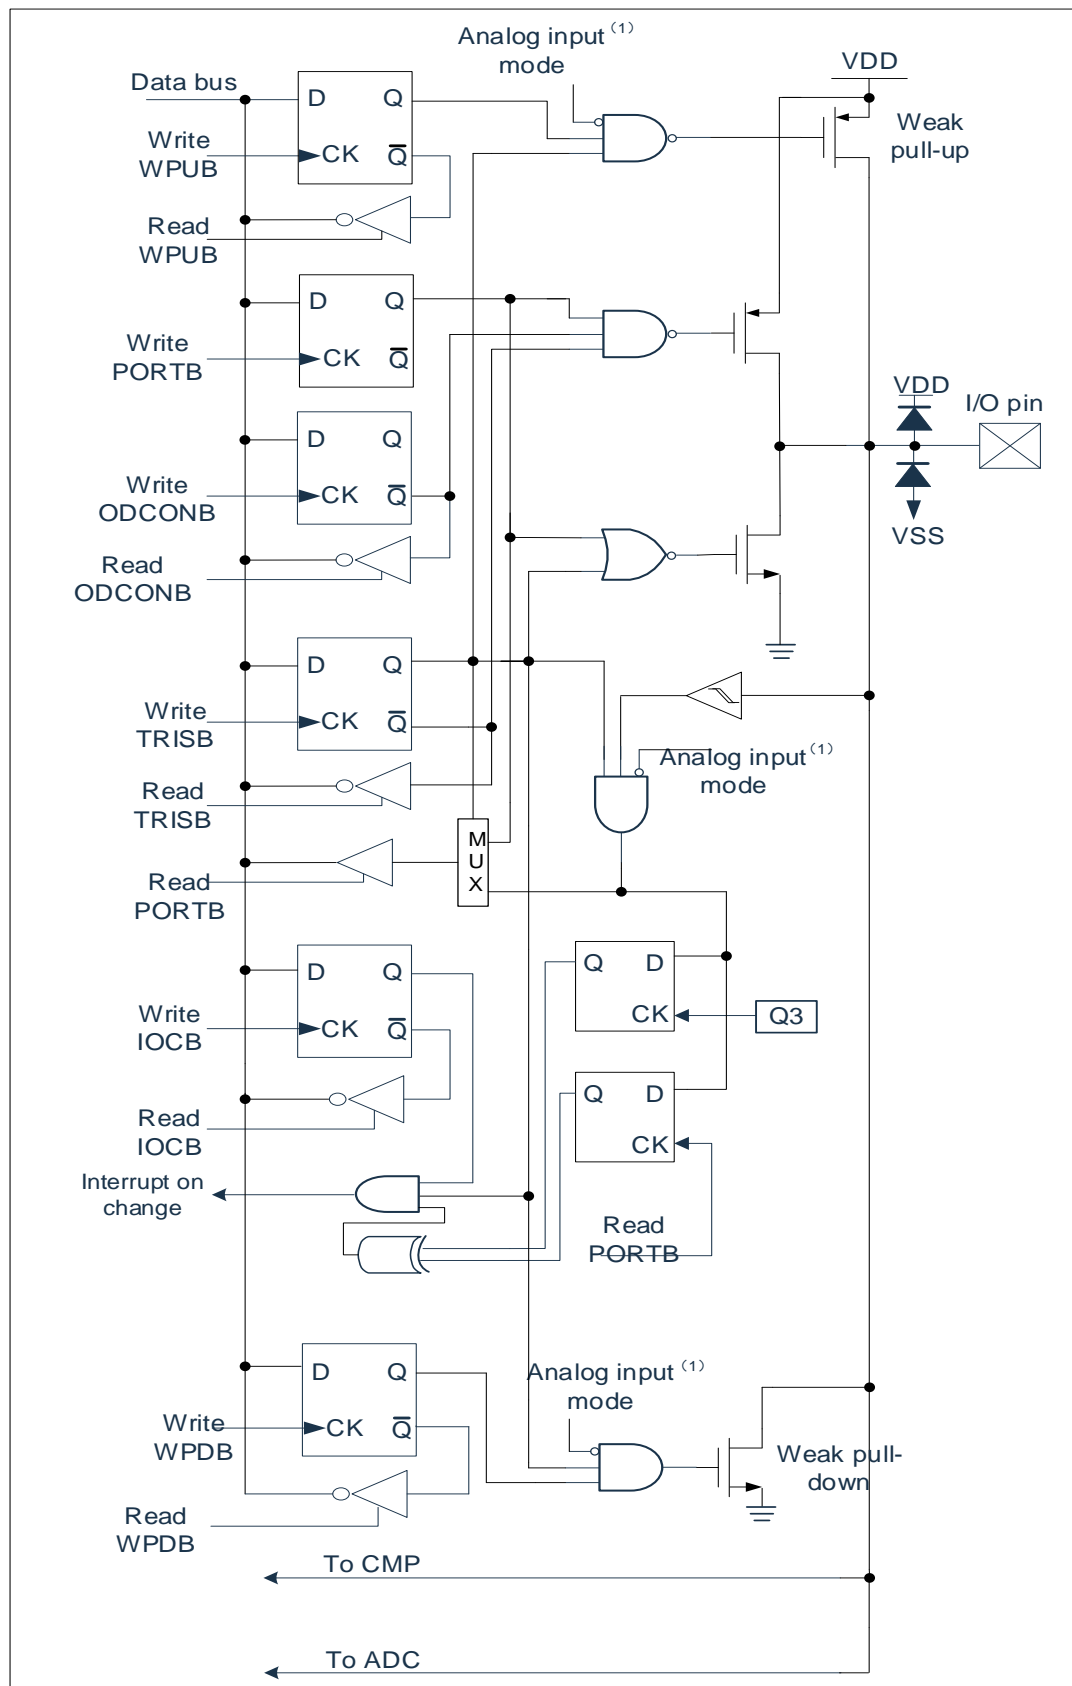 Analog input (1)
mode
VDD
Data bus
D Q
Weak
pull-up
Write
WPUB
CK Q̅
Read
WPUB
D Q
Write
PORTB
CK Q̅
VDD
I/O pin
D Q
Write
ODCONB
CK Q̅
VSS
Read
ODCONB
D Q
Write
TRISB
CK Q̅
Analog input (1)
mode
Read
TRISB
MUX
Read
PORTB
D Q
Q D
Write
IOCB
CK Q̅
CK
Q3
Q D
Read
IOCB
CK
Interrupt on
change
Read
PORTB
D Q
Analog input (1)
mode
Write
WPDB
CK Q̅
Weak pull-
down
Read
WPDB
To CMP
To ADC